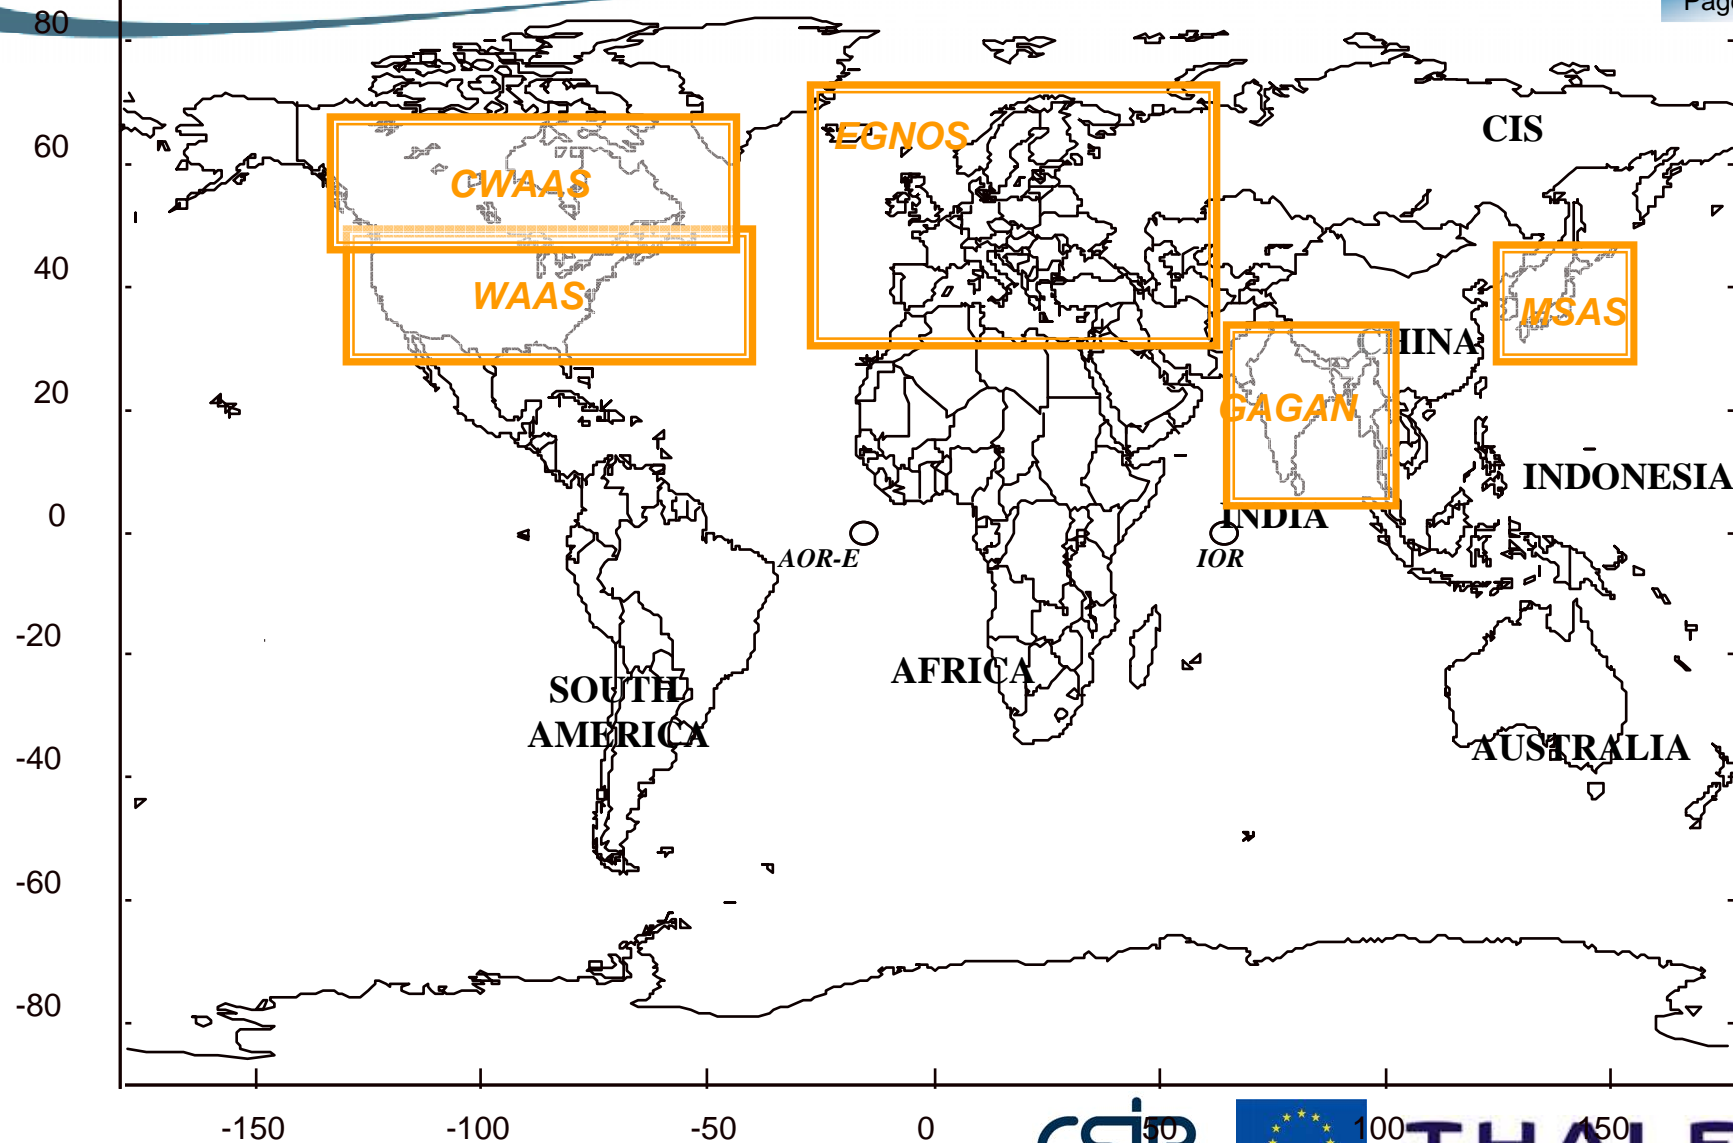 Page
80
60
40
20
0
-20
-40
-60
-80
CIS
EGNOS
CWAAS
WAAS
MSAS
CHINA
GAGAN
INDONESIA
INDIA
AOR-E
IOR
AFRICA
SOUTH
AMERICA
AUSTRALIA
-150
-100
-50
0
50
100
150